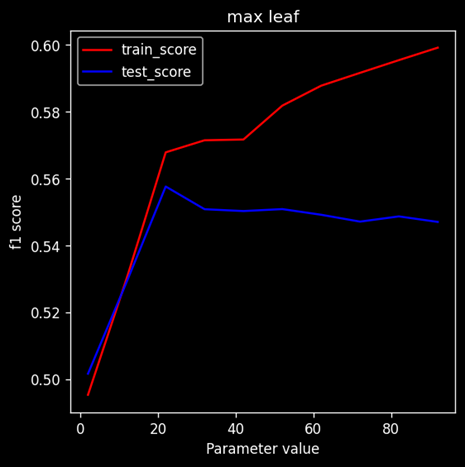 max leaf
train_score
test_score
f1 score
0.60
0.58
0.56
0.54
0.52
0.50
0 20 40 60 80
Parameter value